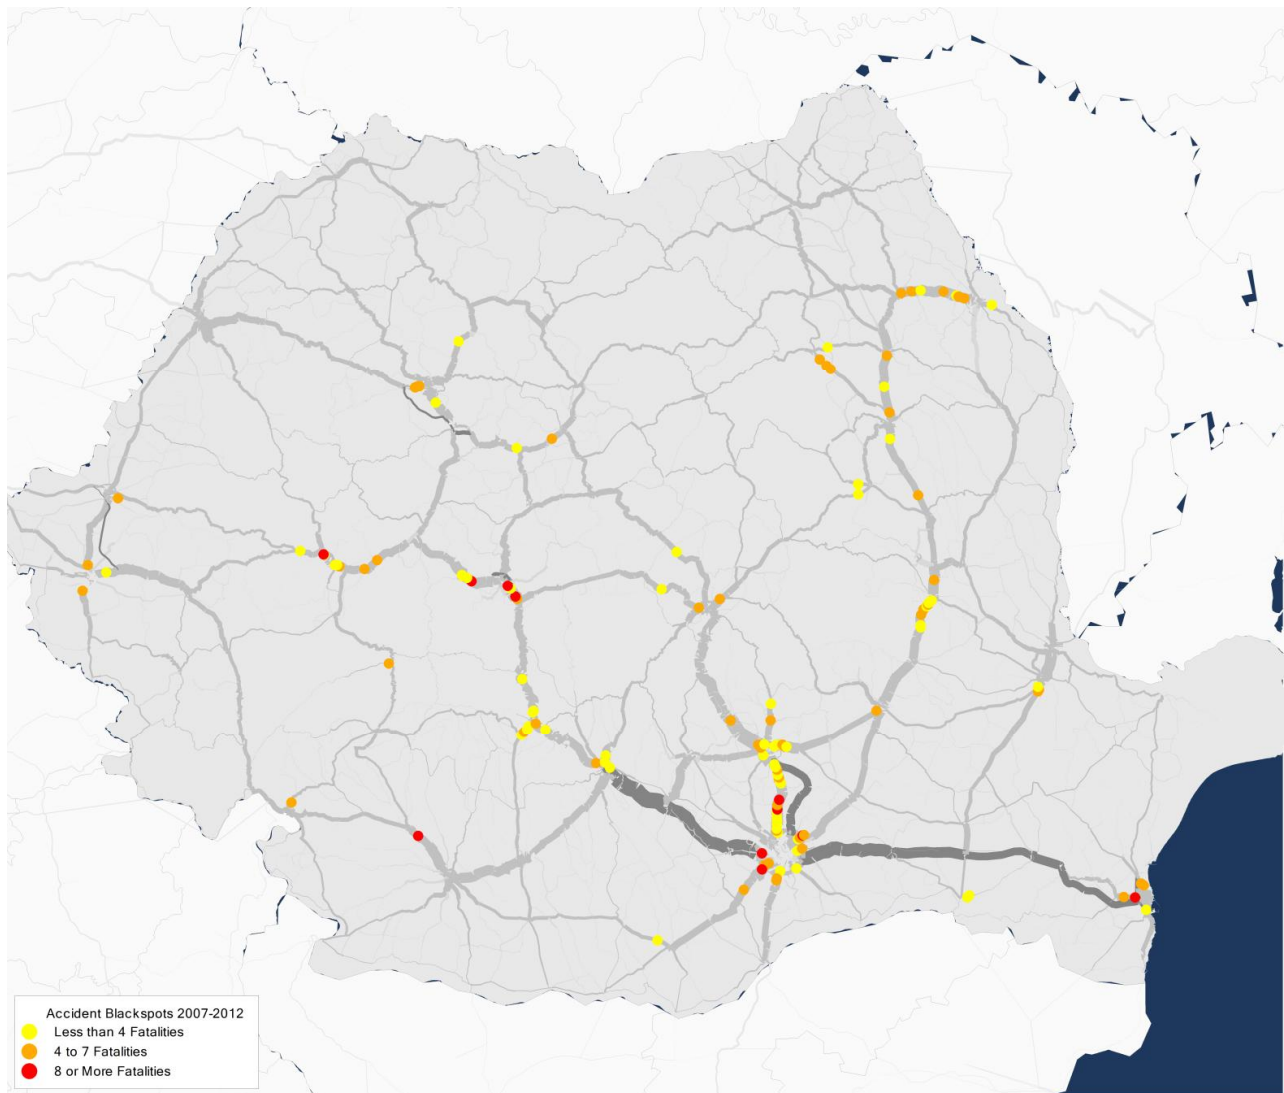 Accident Blackspots 2007-2012
Less than 4 Fatalities
4 to 7 Fatalities
8 or More Fatalities